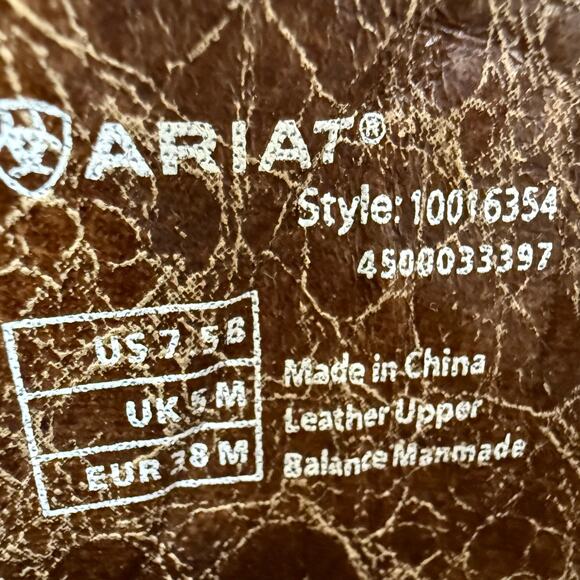 ARIAT®
Style: 10016354
4500033397
US 7.5B
UK 5 M
EUR 38 M
Made in China
Leather Upper
Balance Manmade